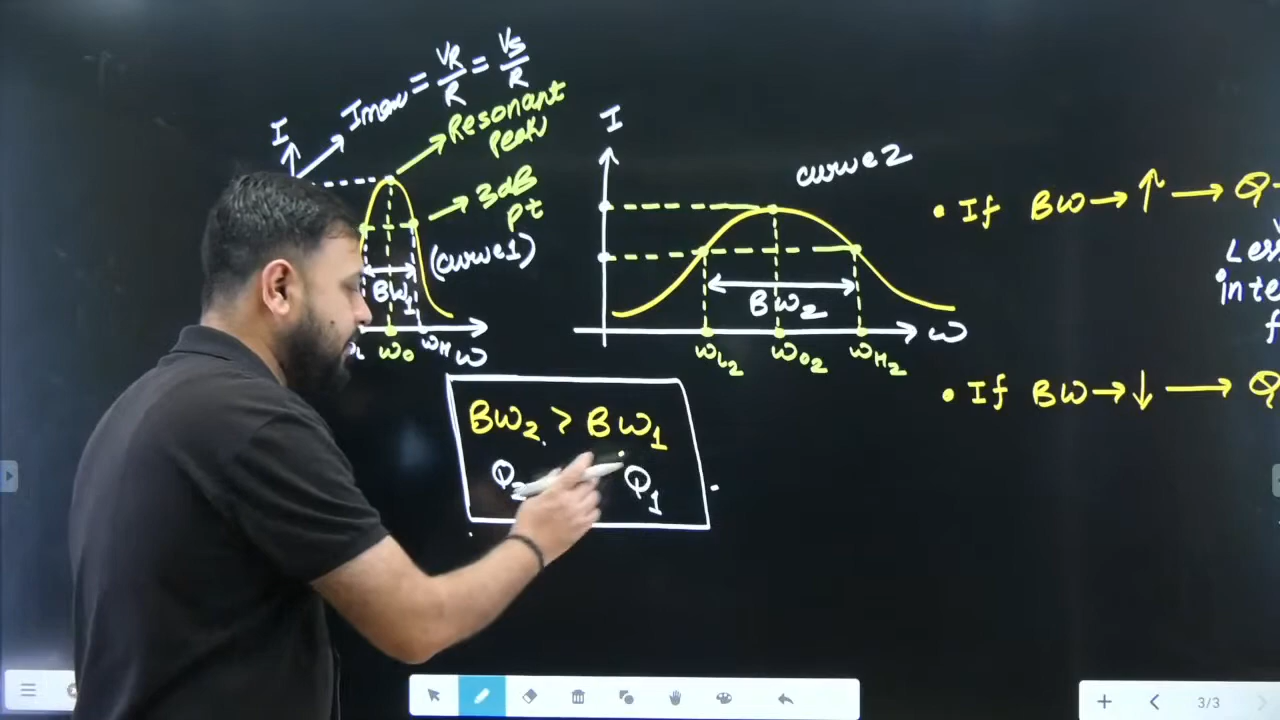 Imax = VR/R = VS/R
I
Resonant
Peak
3dB
pt
(curve1)
BW1
ω0
ωH
ω
I
curve2
BW2
ωL2
ω02
ωH2
ω
BW2 > BW1
Q2
Q1
• If BW → ↑ → Q
• If BW → ↓ → Q
3/3